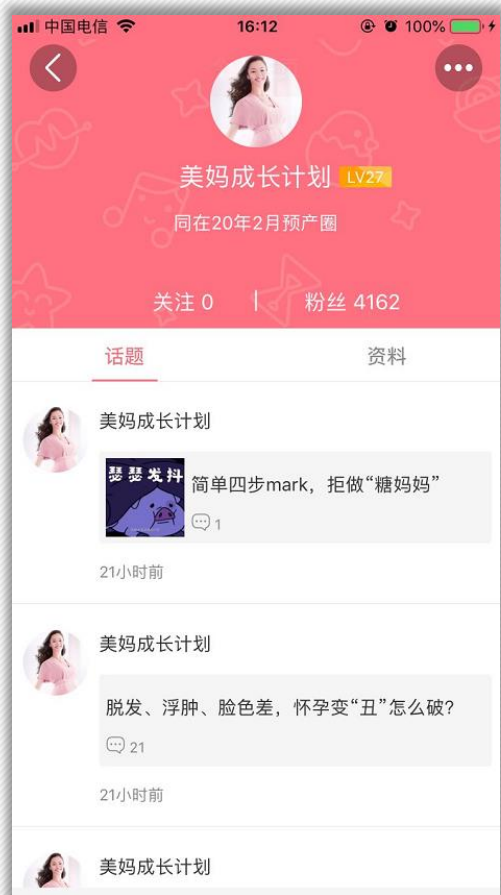 中国电信 16:12 100%
美妈成长计划 LV27
同在20年2月预产圈
关注 0 | 粉丝 4162
话题 资料
美妈成长计划
瑟瑟发抖
简单四步mark，拒做“糖妈妈”
1
21小时前
美妈成长计划
脱发、浮肿、脸色差，怀孕变“丑”怎么破?
21
21小时前
美妈成长计划